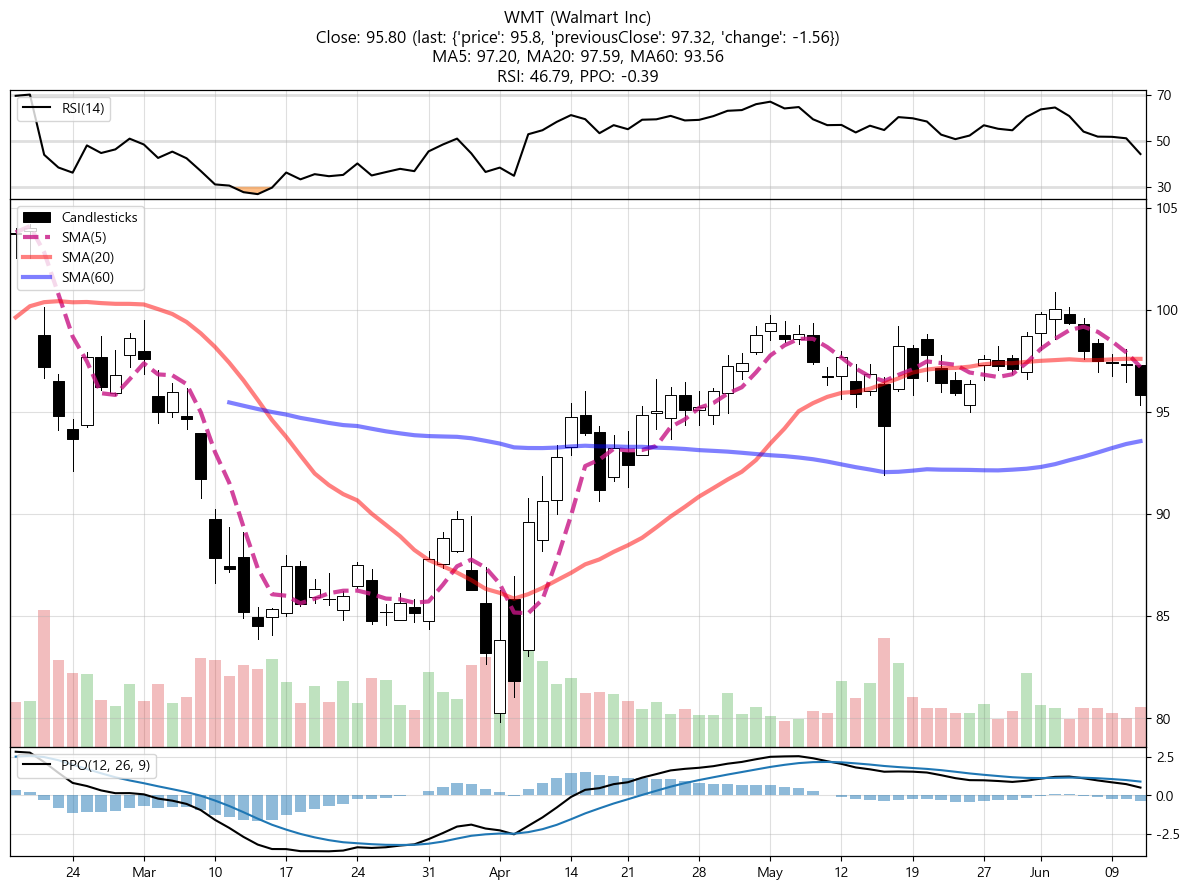 WMT (Walmart Inc)
Close: 95.80 (last: {'price': 95.8, 'previousClose': 97.32, 'change': -1.56})
MA5: 97.20, MA20: 97.59, MA60: 93.56
RSI: 46.79, PPO: -0.39
RSI(14)
70
50
30
Candlesticks
SMA(5)
SMA(20)
SMA(60)
105
100
95
90
85
80
PPO(12, 26, 9)
2.5
0.0
-2.5
24 Mar 10 17 24 31 Apr 14 21 28 May 12 19 27 Jun 09